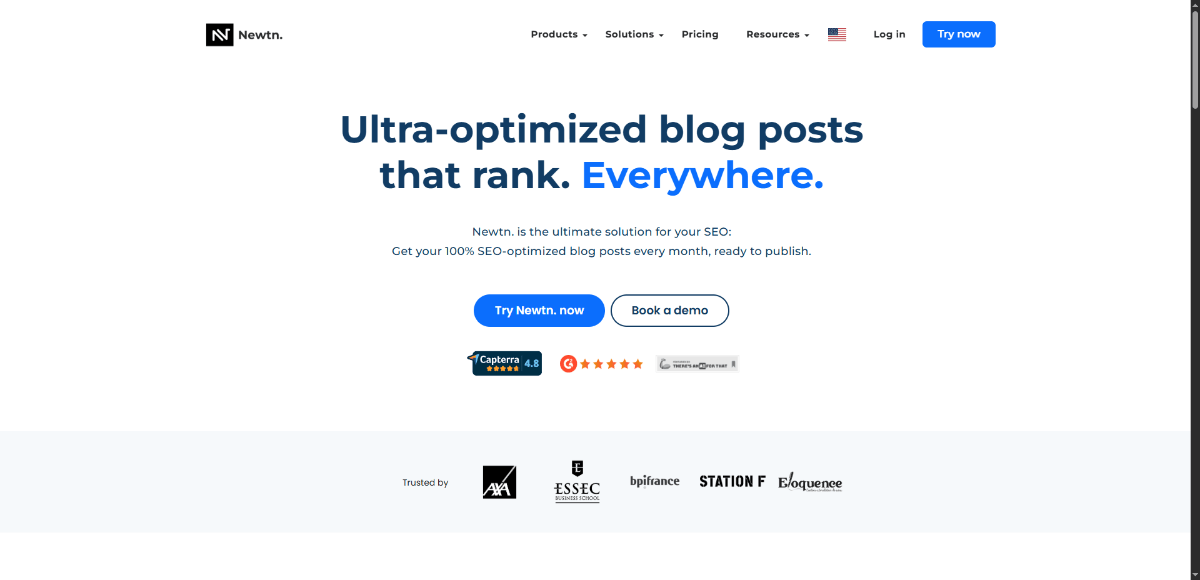 Newtn.
Products
Solutions
Pricing
Resources
Log in
Try now
Ultra-optimized blog posts
that rank. Everywhere.
Newtn. is the ultimate solution for your SEO:
Get your 100% SEO-optimized blog posts every month, ready to publish.
Try Newtn. now
Book a demo
Capterra 4.8
G
THERE'S AN AI FOR THAT
Trusted by
AXA
ESSEC
BUSINESS SCHOOL
bpifrance
STATION F
Eloquence